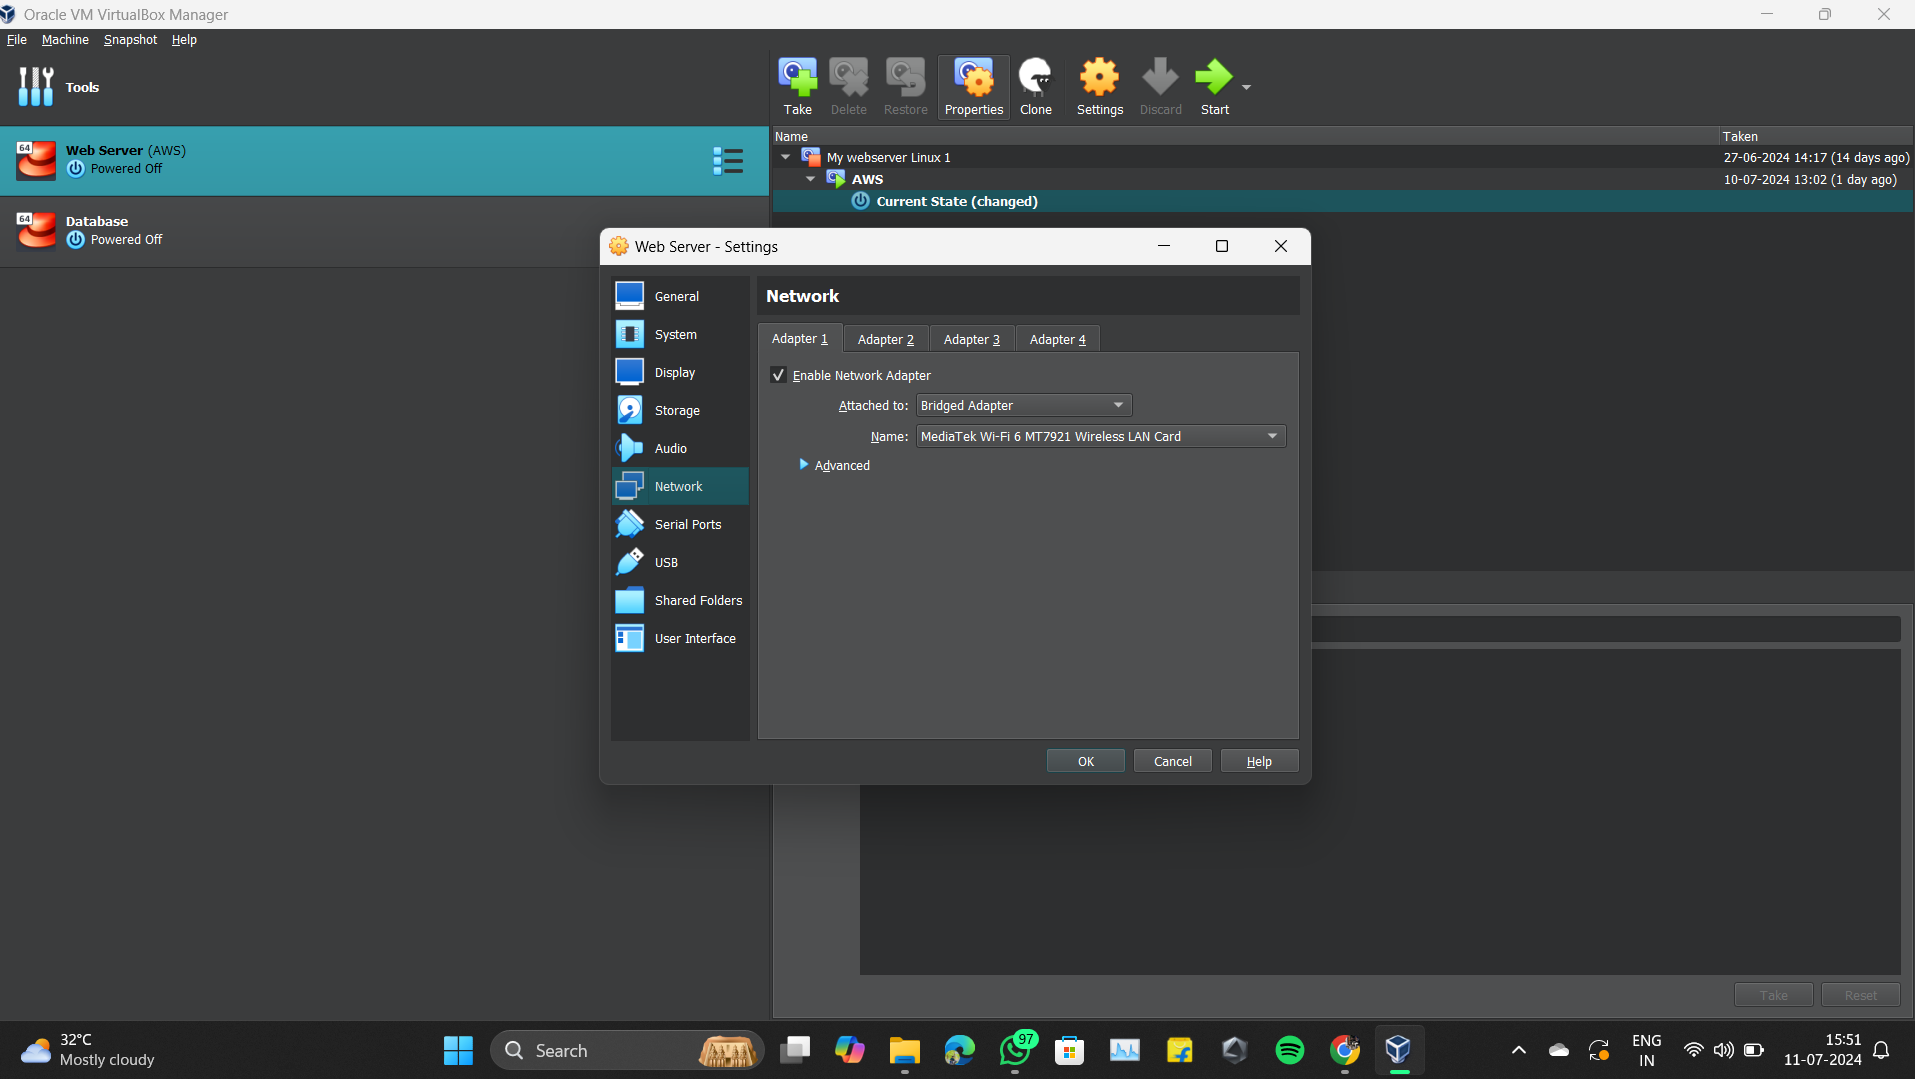 Oracle VM VirtualBox Manager
File Machine Snapshot Help
Tools
Take Delete Restore Properties Clone Settings Discard Start
64
Web Server (AWS)
Powered Off
64
Database
Powered Off
Name Taken
My webserver Linux 1 27-06-2024 14:17 (14 days ago)
AWS 10-07-2024 13:02 (1 day ago)
Current State (changed)
Web Server - Settings
General
System
Display
Storage
Audio
Network
Serial Ports
USB
Shared Folders
User Interface
Network
Adapter 1 Adapter 2 Adapter 3 Adapter 4
Enable Network Adapter
Attached to: Bridged Adapter
Name: MediaTek Wi-Fi 6 MT7921 Wireless LAN Card
Advanced
OK Cancel Help
Take Reset
32°C
Mostly cloudy
Search
97
ENG
IN
15:51
11-07-2024